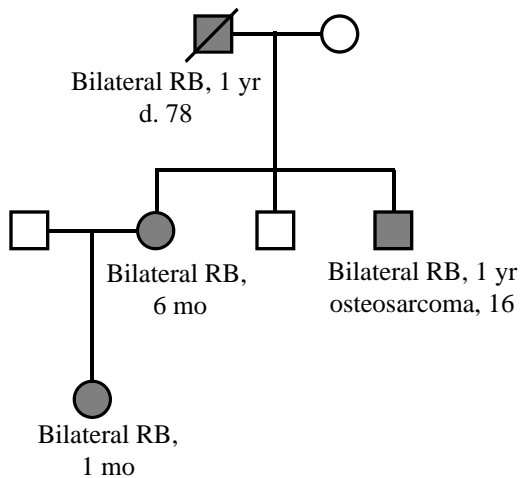 Bilateral RB, 1 yr
d. 78
Bilateral RB,
6 mo
Bilateral RB, 1 yr
osteosarcoma, 16
Bilateral RB,
1 mo